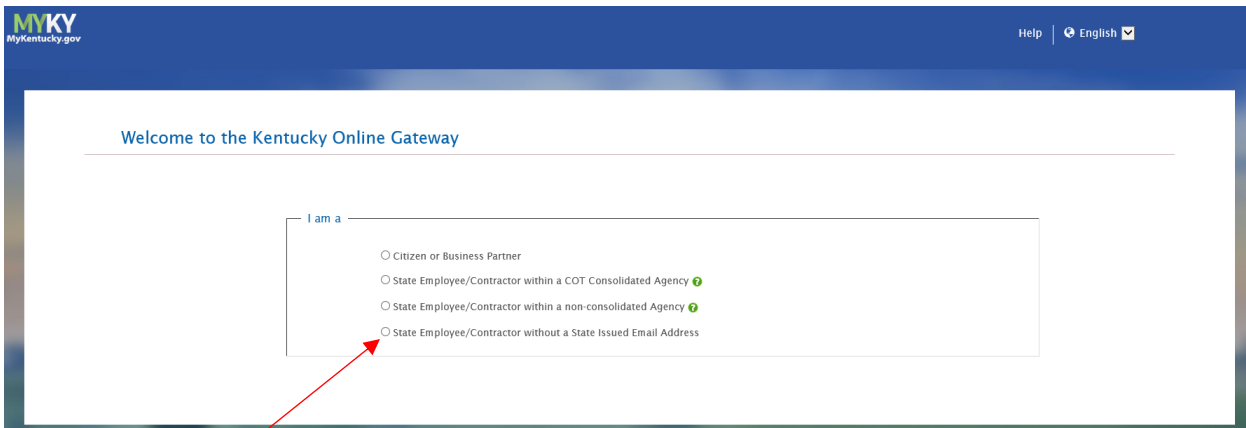 MYKY
MyKentucky.gov
Help
English
Welcome to the Kentucky Online Gateway
I am a
Citizen or Business Partner
State Employee/Contractor within a COT Consolidated Agency ?
State Employee/Contractor within a non-consolidated Agency ?
State Employee/Contractor without a State Issued Email Address